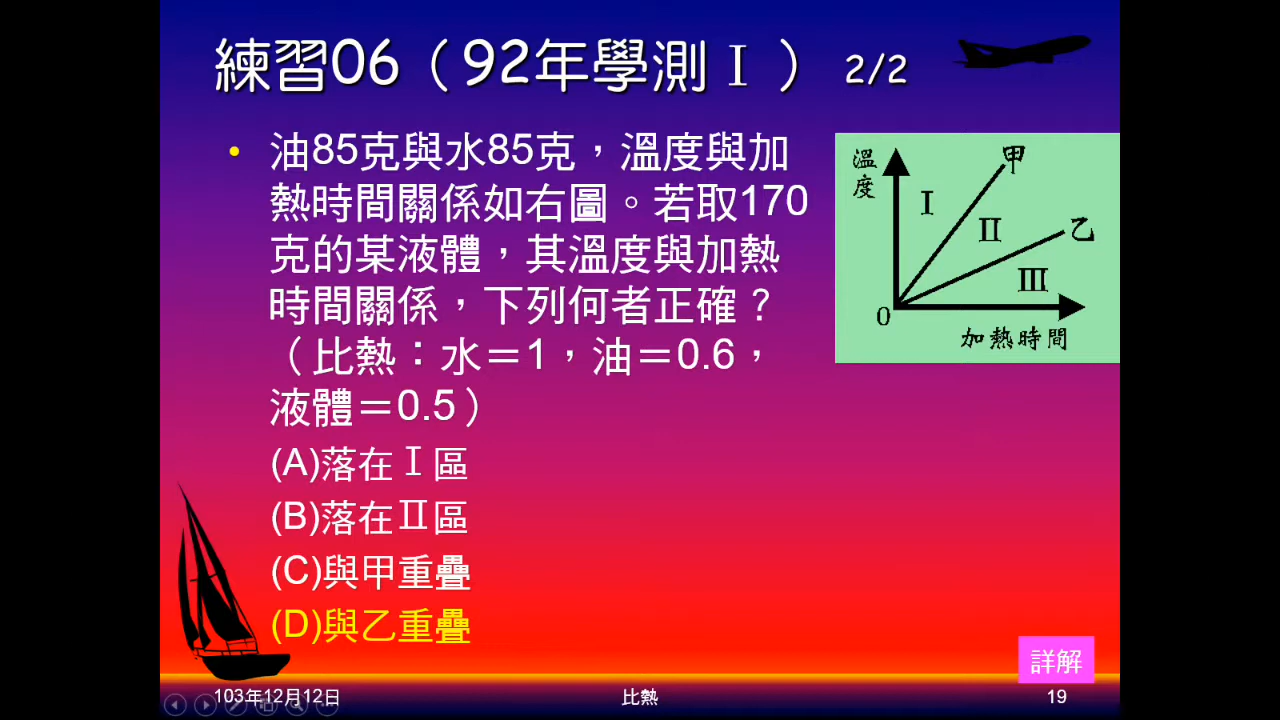 練習06（92年學測Ⅰ） 2/2
• 油85克與水85克，溫度與加
熱時間關係如右圖。若取170
克的某液體，其溫度與加熱
時間關係，下列何者正確？
（比熱：水＝1，油＝0.6，
液體＝0.5）
(A)落在Ⅰ區
(B)落在Ⅱ區
(C)與甲重疊
(D)與乙重疊
溫度
甲
Ⅰ
Ⅱ
乙
Ⅲ
0
加熱時間
詳解
103年12月12日
比熱
19